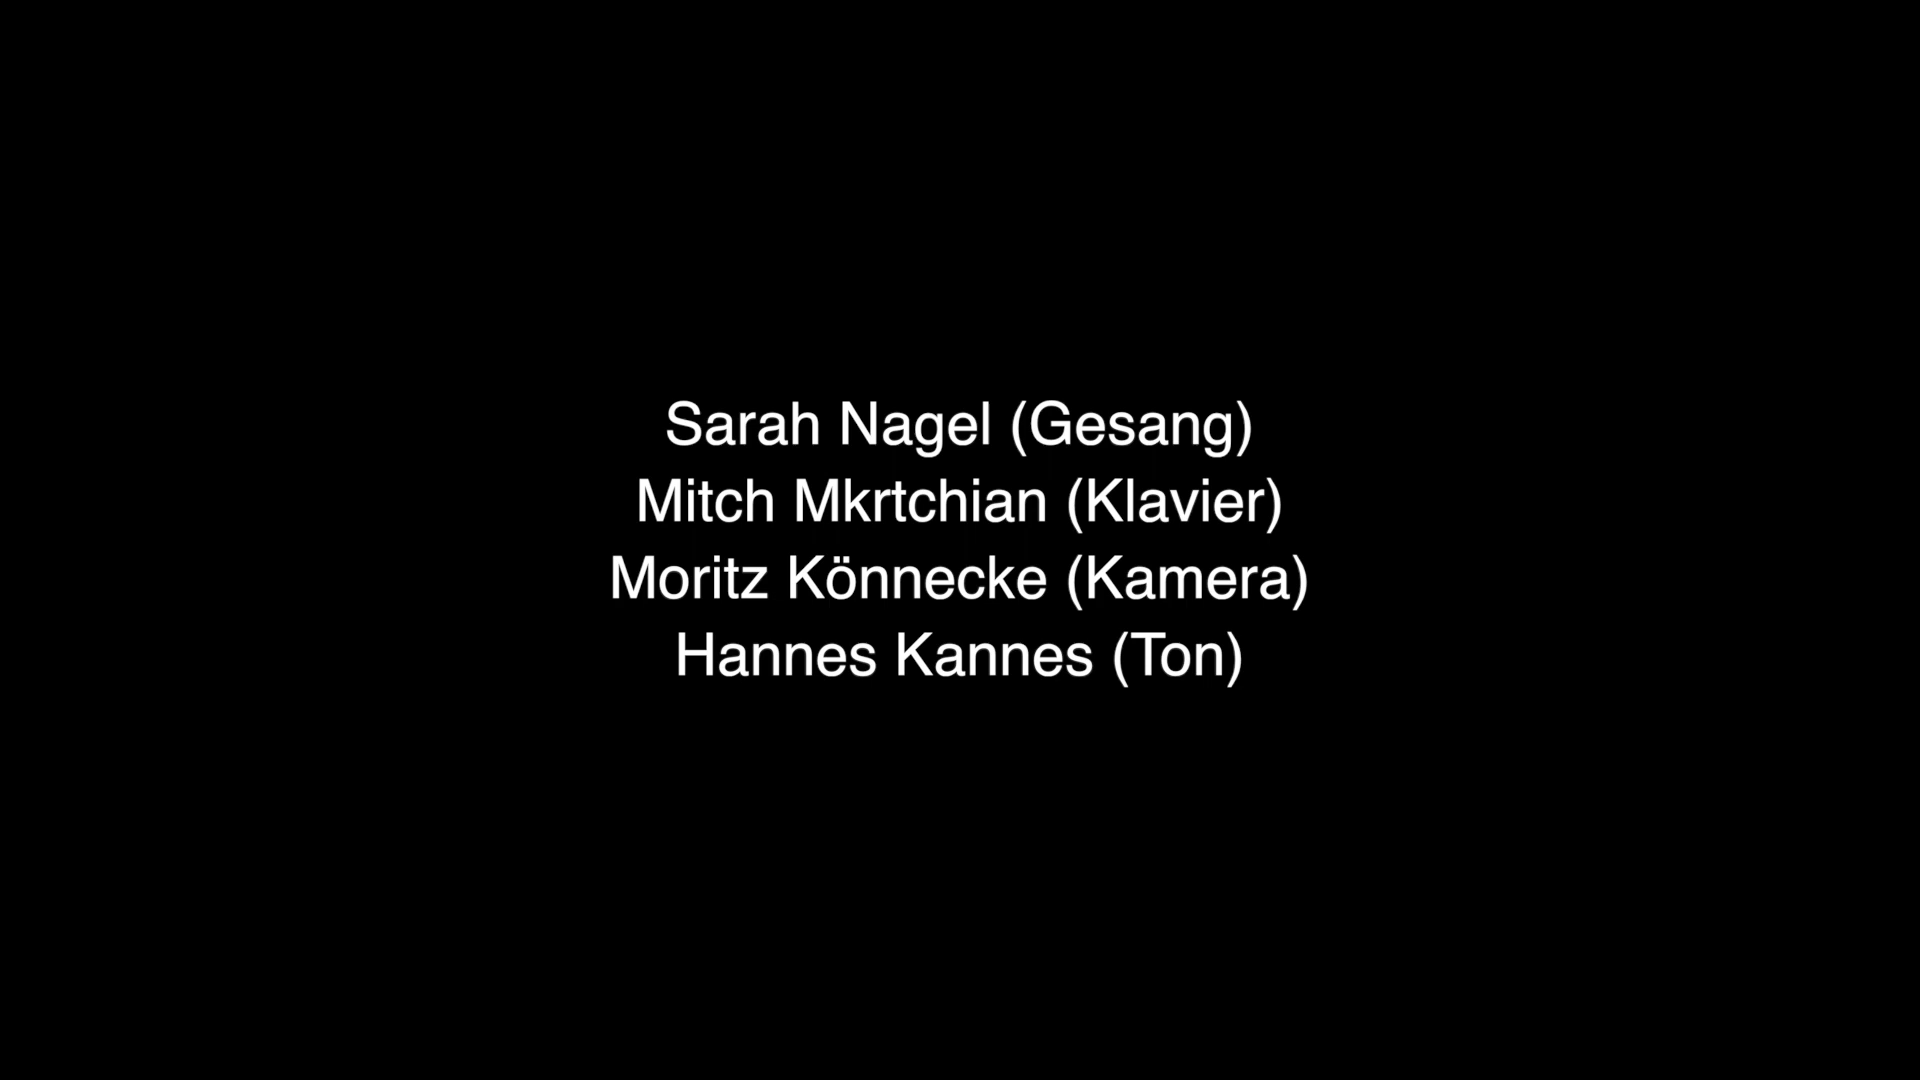 Sarah Nagel (Gesang)
Mitch Mkrtchian (Klavier)
Moritz Könnecke (Kamera)
Hannes Kannes (Ton)